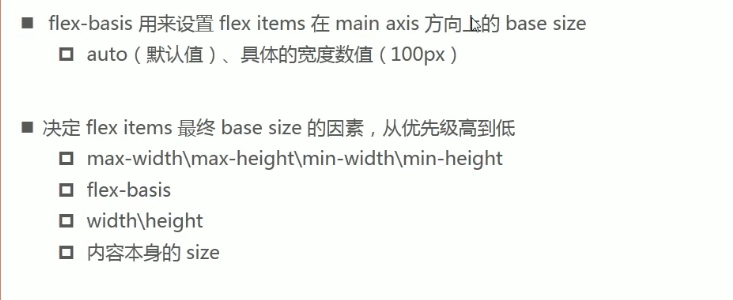 flex-basis 用来设置 flex items 在 main axis 方向上的 base size
auto（默认值）、具体的宽度数值（100px）
决定 flex items 最终 base size 的因素，从优先级高到低
max-width\max-height\min-width\min-height
flex-basis
width\height
内容本身的 size